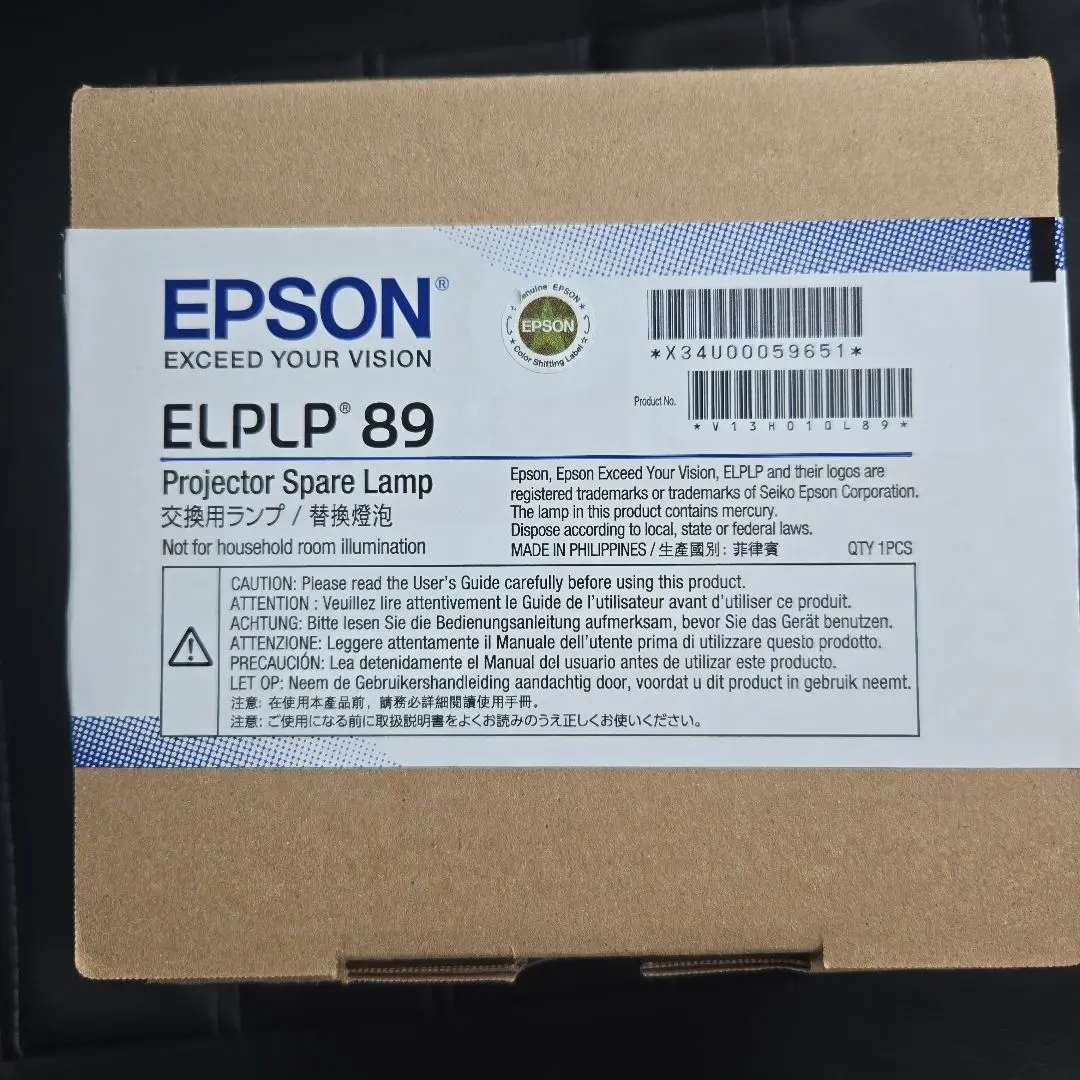 EPSON®
EXCEED YOUR VISION
Genuine EPSON
EPSON
Color Shifting Label
*X34U00059651*
Product No.
*V13H010L89*
ELPLP® 89
Projector Spare Lamp
交換用ランプ / 替換燈泡
Not for household room illumination
Epson, Epson Exceed Your Vision, ELPLP and their logos are
registered trademarks or trademarks of Seiko Epson Corporation.
The lamp in this product contains mercury.
Dispose according to local, state or federal laws.
MADE IN PHILIPPINES / 生產國別: 菲律賓
QTY 1PCS
CAUTION: Please read the User's Guide carefully before using this product.
ATTENTION : Veuillez lire attentivement le Guide de l'utilisateur avant d'utiliser ce produit.
ACHTUNG: Bitte lesen Sie die Bedienungsanleitung aufmerksam, bevor Sie das Gerät benutzen.
ATTENZIONE: Leggere attentamente il Manuale dell'utente prima di utilizzare questo prodotto.
PRECAUCIÓN: Lea detenidamente el Manual del usuario antes de utilizar este producto.
LET OP: Neem de Gebruikershandleiding aandachtig door, voordat u dit product in gebruik neemt.
注意: 在使用本產品前, 請務必詳細閱讀使用手冊。
注意: ご使用になる前に取扱説明書をよくお読みのうえ正しくお使いください。